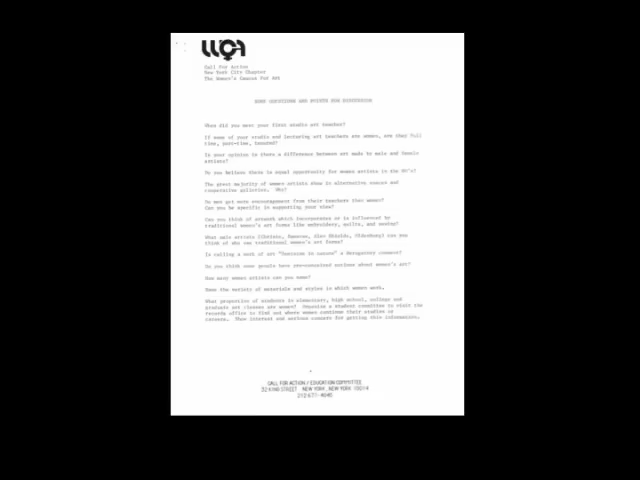 WCA
Call For Action
New York City Chapter
The Women's Caucus For Art
SOME QUESTIONS AND POINTS FOR DISCUSSION
When did you meet your first studio art teacher?
If some of your studio and lecturing art teachers are women, are they full
time, part-time, tenured?
In your opinion is there a difference between art made by male and female
artists?
Do you believe there is equal opportunity for women artists in the 80's?
The great majority of women artists show in alternative spaces and
cooperative galleries. Why?
Do men get more encouragement from their teachers than women?
Can you be specific in supporting your view?
Can you think of artwork which incorporates or is influenced by
traditional women's art forms like embroidery, quilts, and
What male artists (Christo, Samaras, Alan Shields, Oldenburg) can you
think of who use traditional women's art forms?
Is calling a work of art "feminine in nature" a derogatory comment?
Do you think some people have pre-conceived notions about women's art?
How many women artists can you name?
Name the variety of materials and styles in which women work.
What proportion of students in elementary, high school, college and
graduate art classes are women? a student committee to visit the
records office to find out where women continue their studies or
careers. Then interest and concern for getting this information.
CALL FOR ACTION / EDUCATION COMMITTEE
32 STREET NEW YORK, NEW YORK 10014